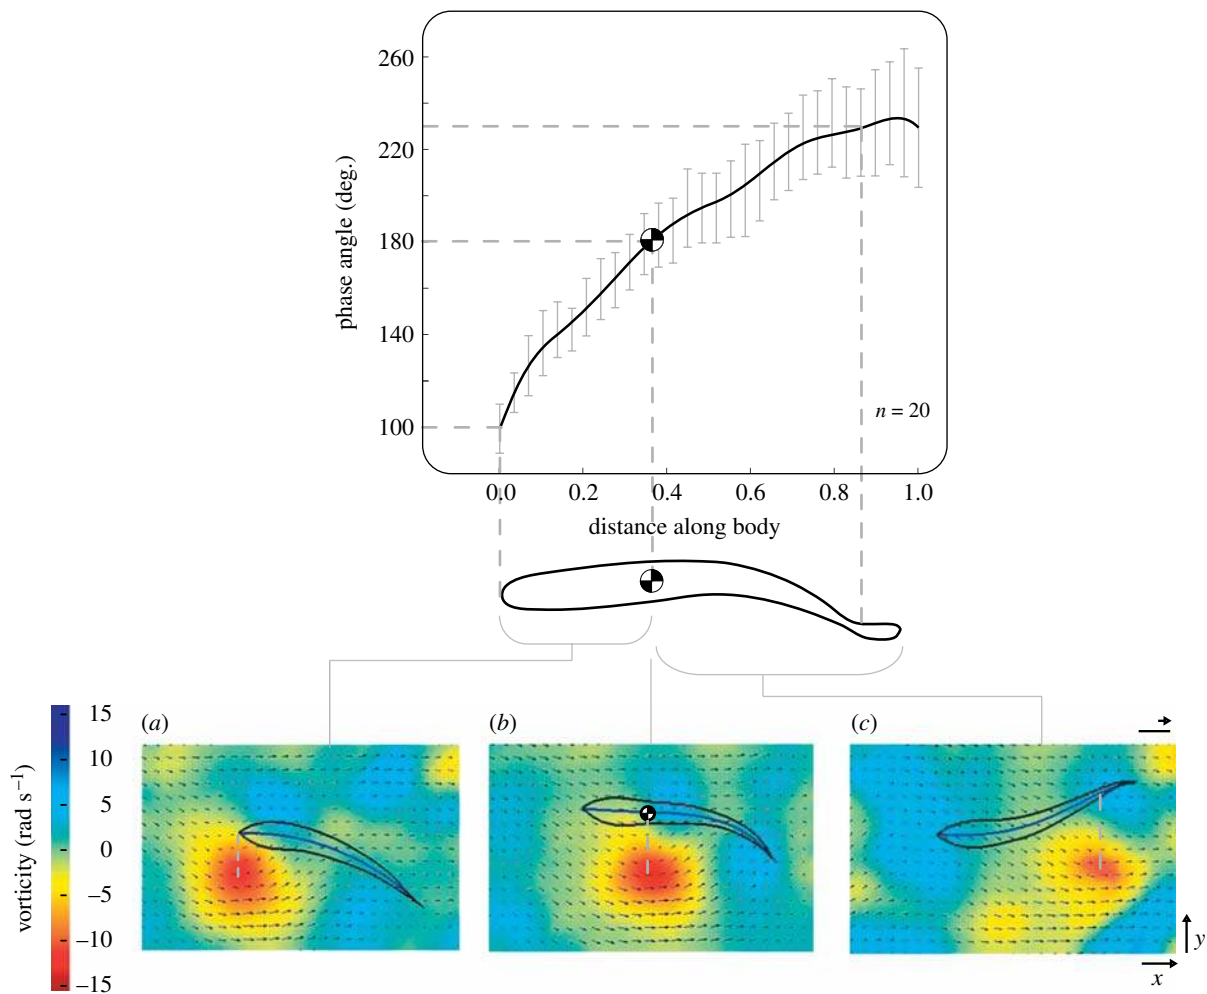 260
220
180
140
100
phase angle (deg.)
n = 20
0.0 0.2 0.4 0.6 0.8 1.0
distance along body
(a) (b) (c)
15
10
5
0
–5
–10
–15
vorticity (rad s⁻¹)
y
x